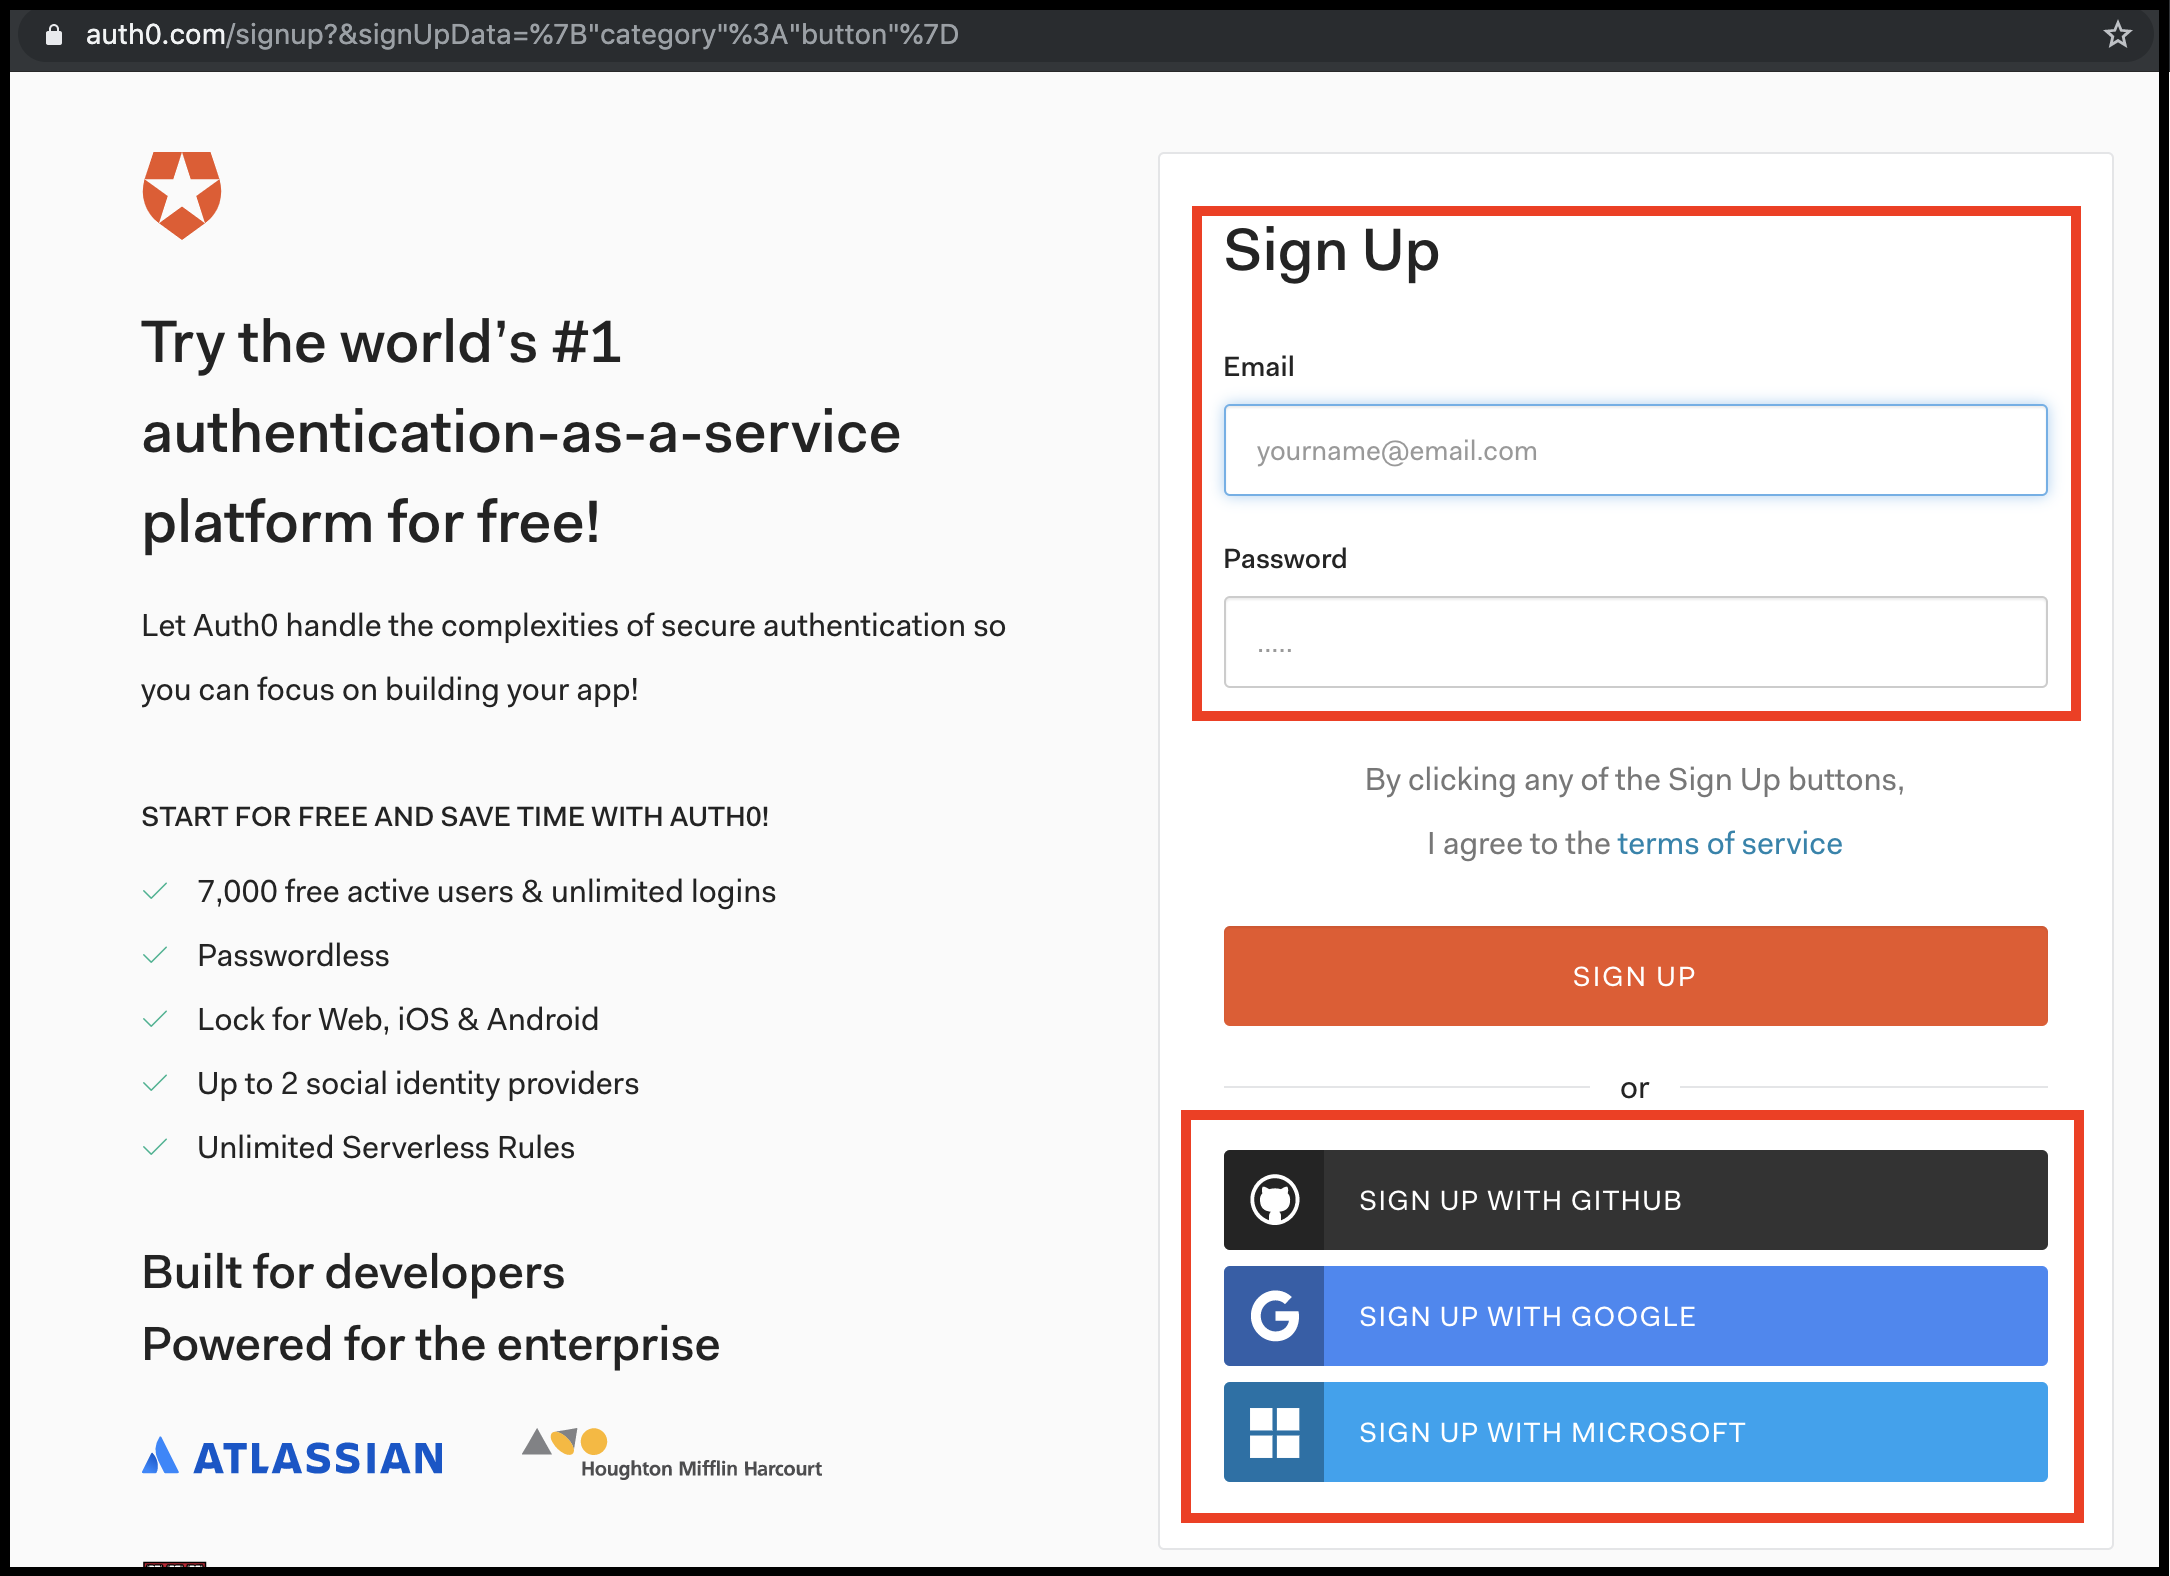 auth0.com/signup?&signUpData=%7B"category"%3A"button"%7D
Try the world’s #1
authentication-as-a-service
platform for free!
Let Auth0 handle the complexities of secure authentication so
you can focus on building your app!
START FOR FREE AND SAVE TIME WITH AUTH0!
7,000 free active users & unlimited logins
Passwordless
Lock for Web, iOS & Android
Up to 2 social identity providers
Unlimited Serverless Rules
Built for developers
Powered for the enterprise
ATLASSIAN
Houghton Mifflin Harcourt
Sign Up
Email
yourname@email.com
Password
.....
By clicking any of the Sign Up buttons,
I agree to the terms of service
SIGN UP
or
SIGN UP WITH GITHUB
SIGN UP WITH GOOGLE
SIGN UP WITH MICROSOFT